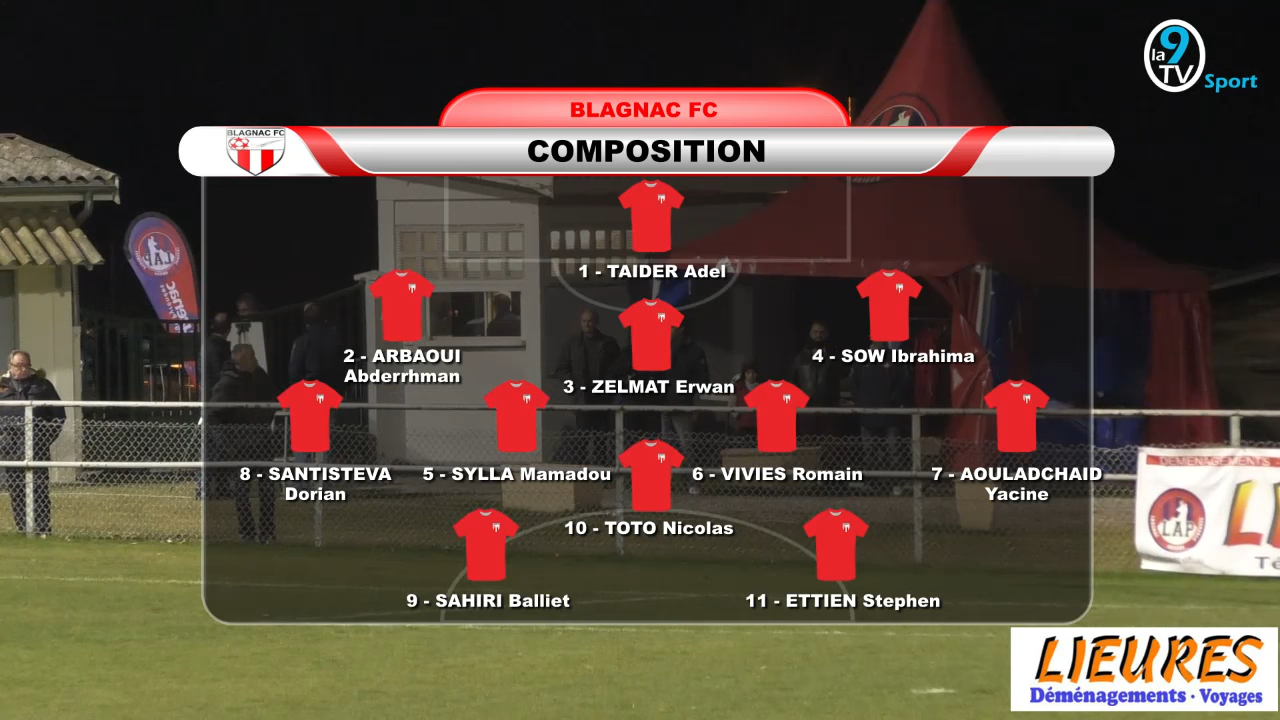 la 9
TV Sport
BLAGNAC FC
BLAGNAC FC
COMPOSITION
1 - TAIDER Adel
2 - ARBAOUI
Abderrhman
3 - ZELMAT Erwan
4 - SOW Ibrahima
8 - SANTISTEVA
Dorian
5 - SYLLA Mamadou
6 - VIVIES Romain
7 - AOULADCHAID
Yacine
10 - TOTO Nicolas
9 - SAHIRI Balliet
11 - ETTIEN Stephen
DEMENAGEMENTS
LAP
LIEURES
Déménagements · Voyages